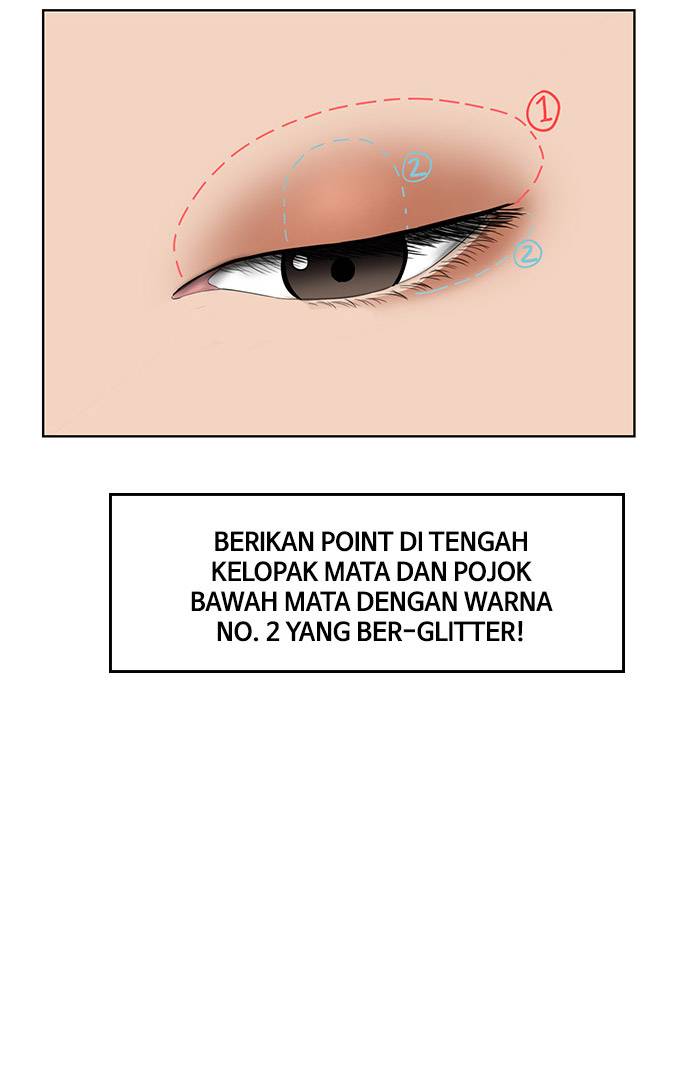 1
2
2
BERIKAN POINT DI TENGAH
KELOPAK MATA DAN POJOK
BAWAH MATA DENGAN WARNA
NO. 2 YANG BER-GLITTER!